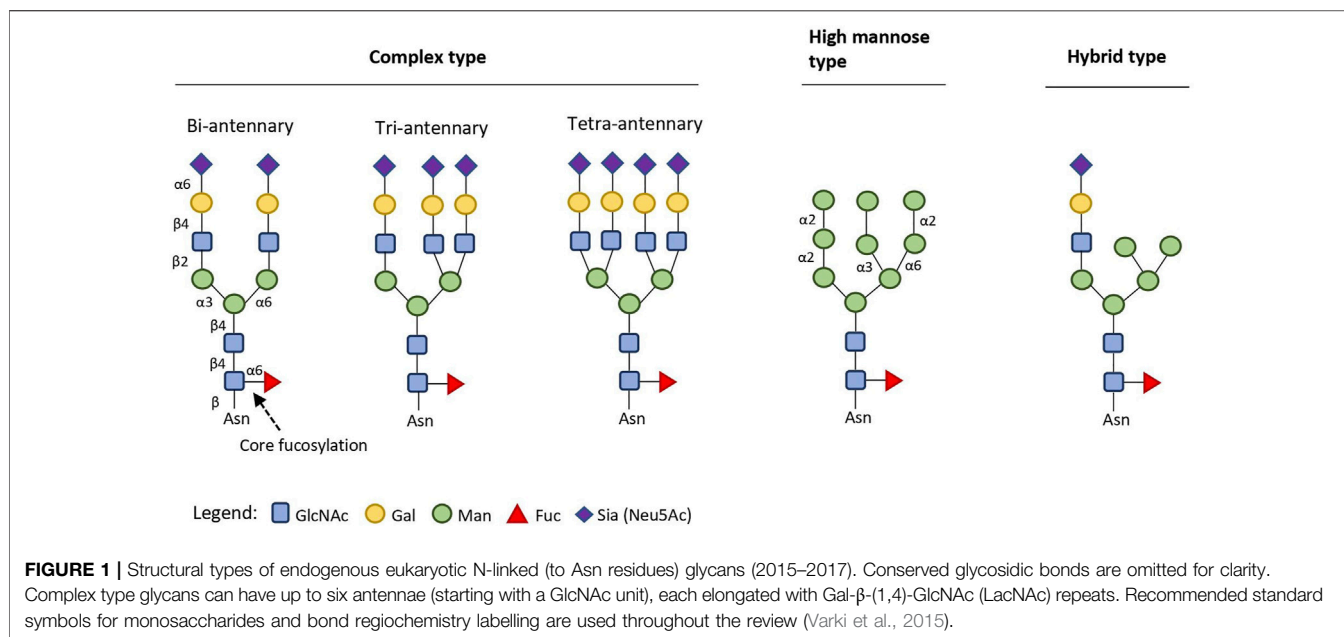 Complex type
High mannose
type
Hybrid type
Bi-antennary
Tri-antennary
Tetra-antennary
α6
β4
β2
α3
α6
β4
β4
α6
β
Asn
Core fucosylation
Asn
Asn
α2
α2
α2
α3
α6
Asn
Asn
Legend: GlcNAc Gal Man Fuc Sia (Neu5Ac)
FIGURE 1 | Structural types of endogenous eukaryotic N-linked (to Asn residues) glycans (2015–2017). Conserved glycosidic bonds are omitted for clarity.
Complex type glycans can have up to six antennae (starting with a GlcNAc unit), each elongated with Gal-β-(1,4)-GlcNAc (LacNAc) repeats. Recommended standard
symbols for monosaccharides and bond regiochemistry labelling are used throughout the review (Varki et al., 2015).